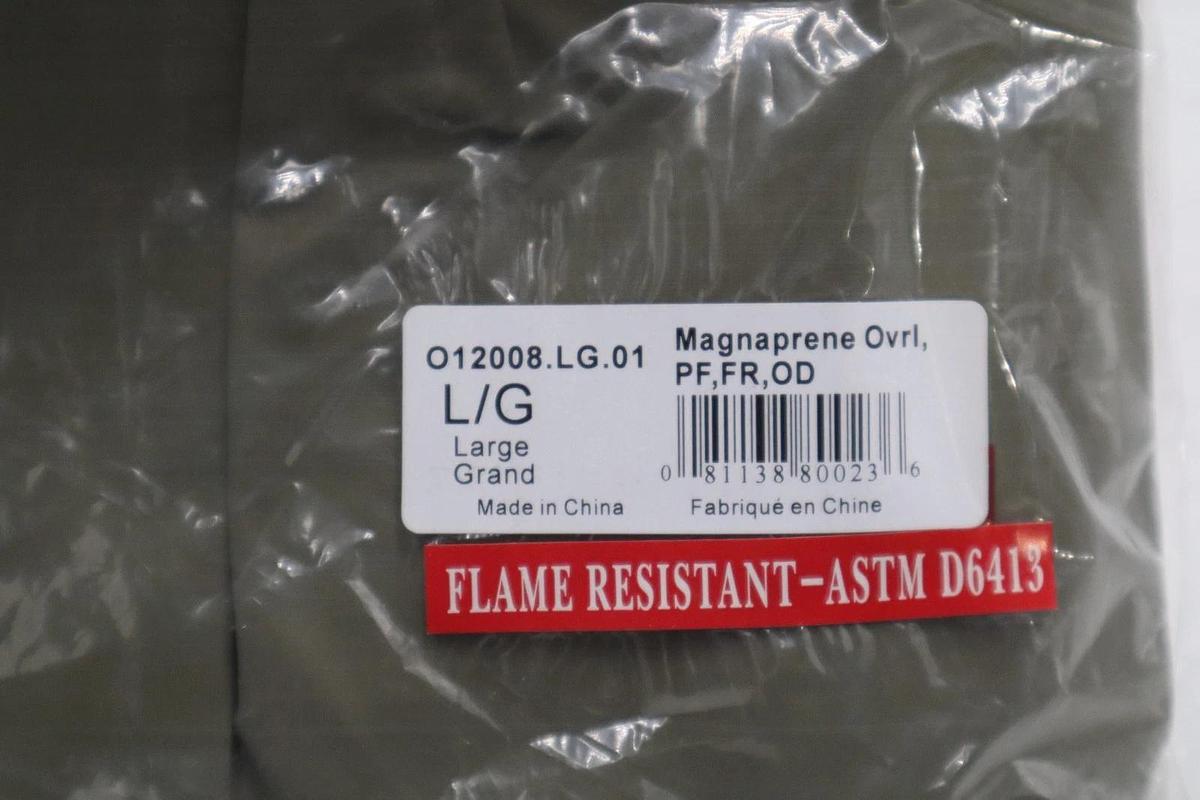 O12008.LG.01
L/G
Large
Grand
Made in China
Magnaprene Ovrl,
PF,FR,OD
0 81138 80023 6
Fabriqué en Chine
FLAME RESISTANT-ASTM D6413